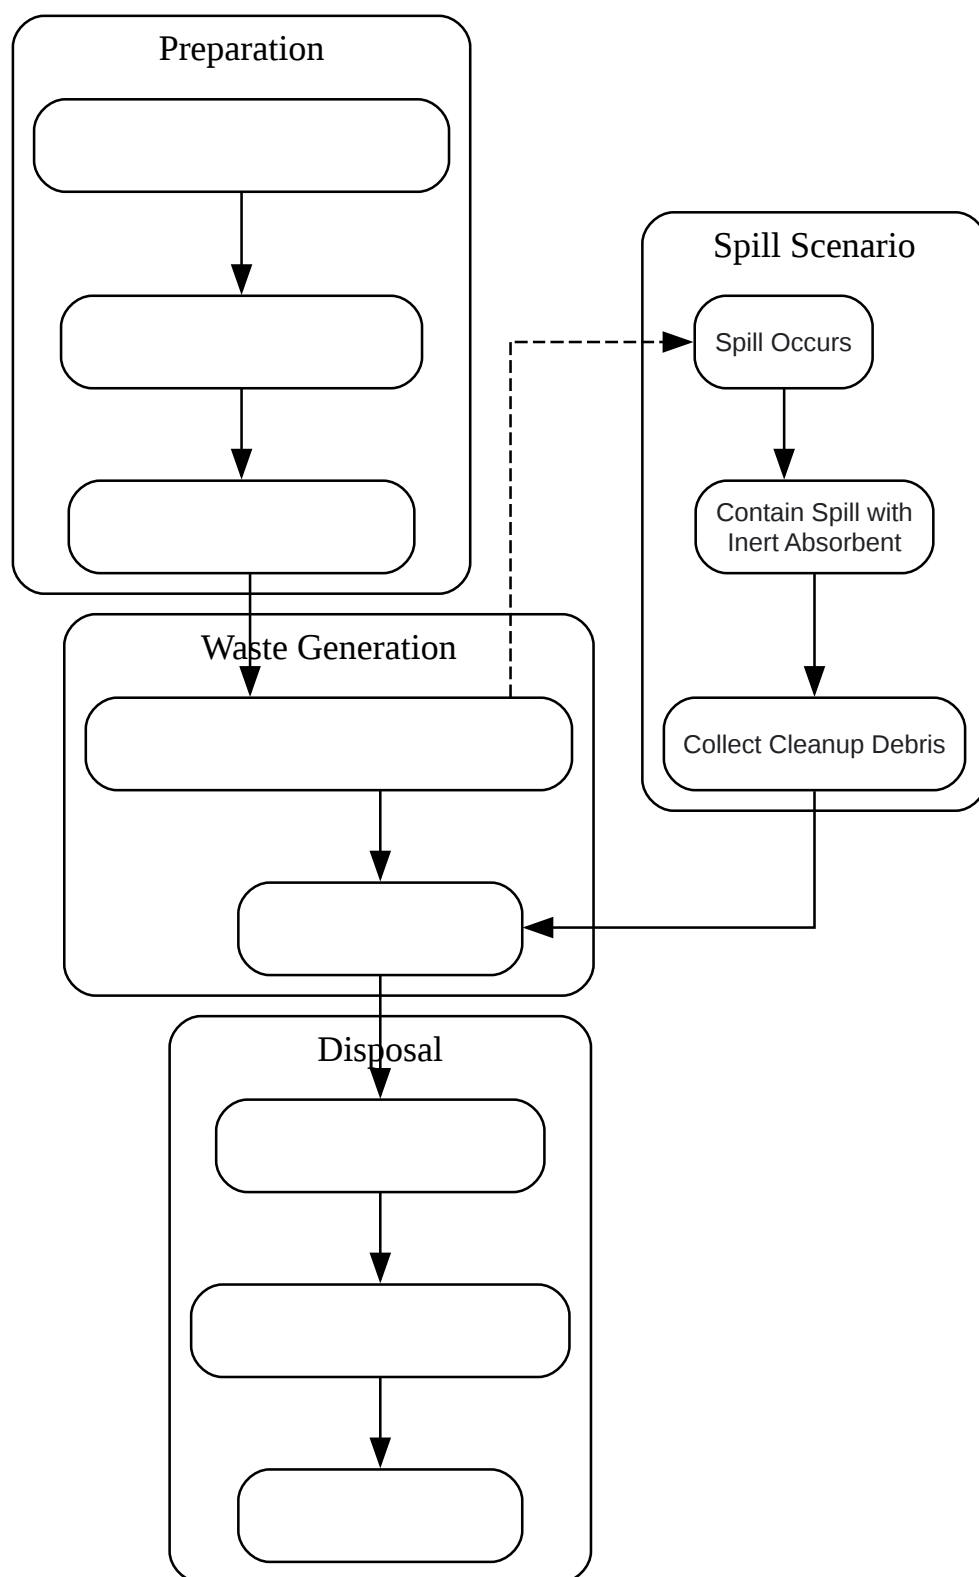 Preparation
Spill Scenario
Spill Occurs
Contain Spill with
Inert Absorbent
Waste Generation
Collect Cleanup Debris
Disposal